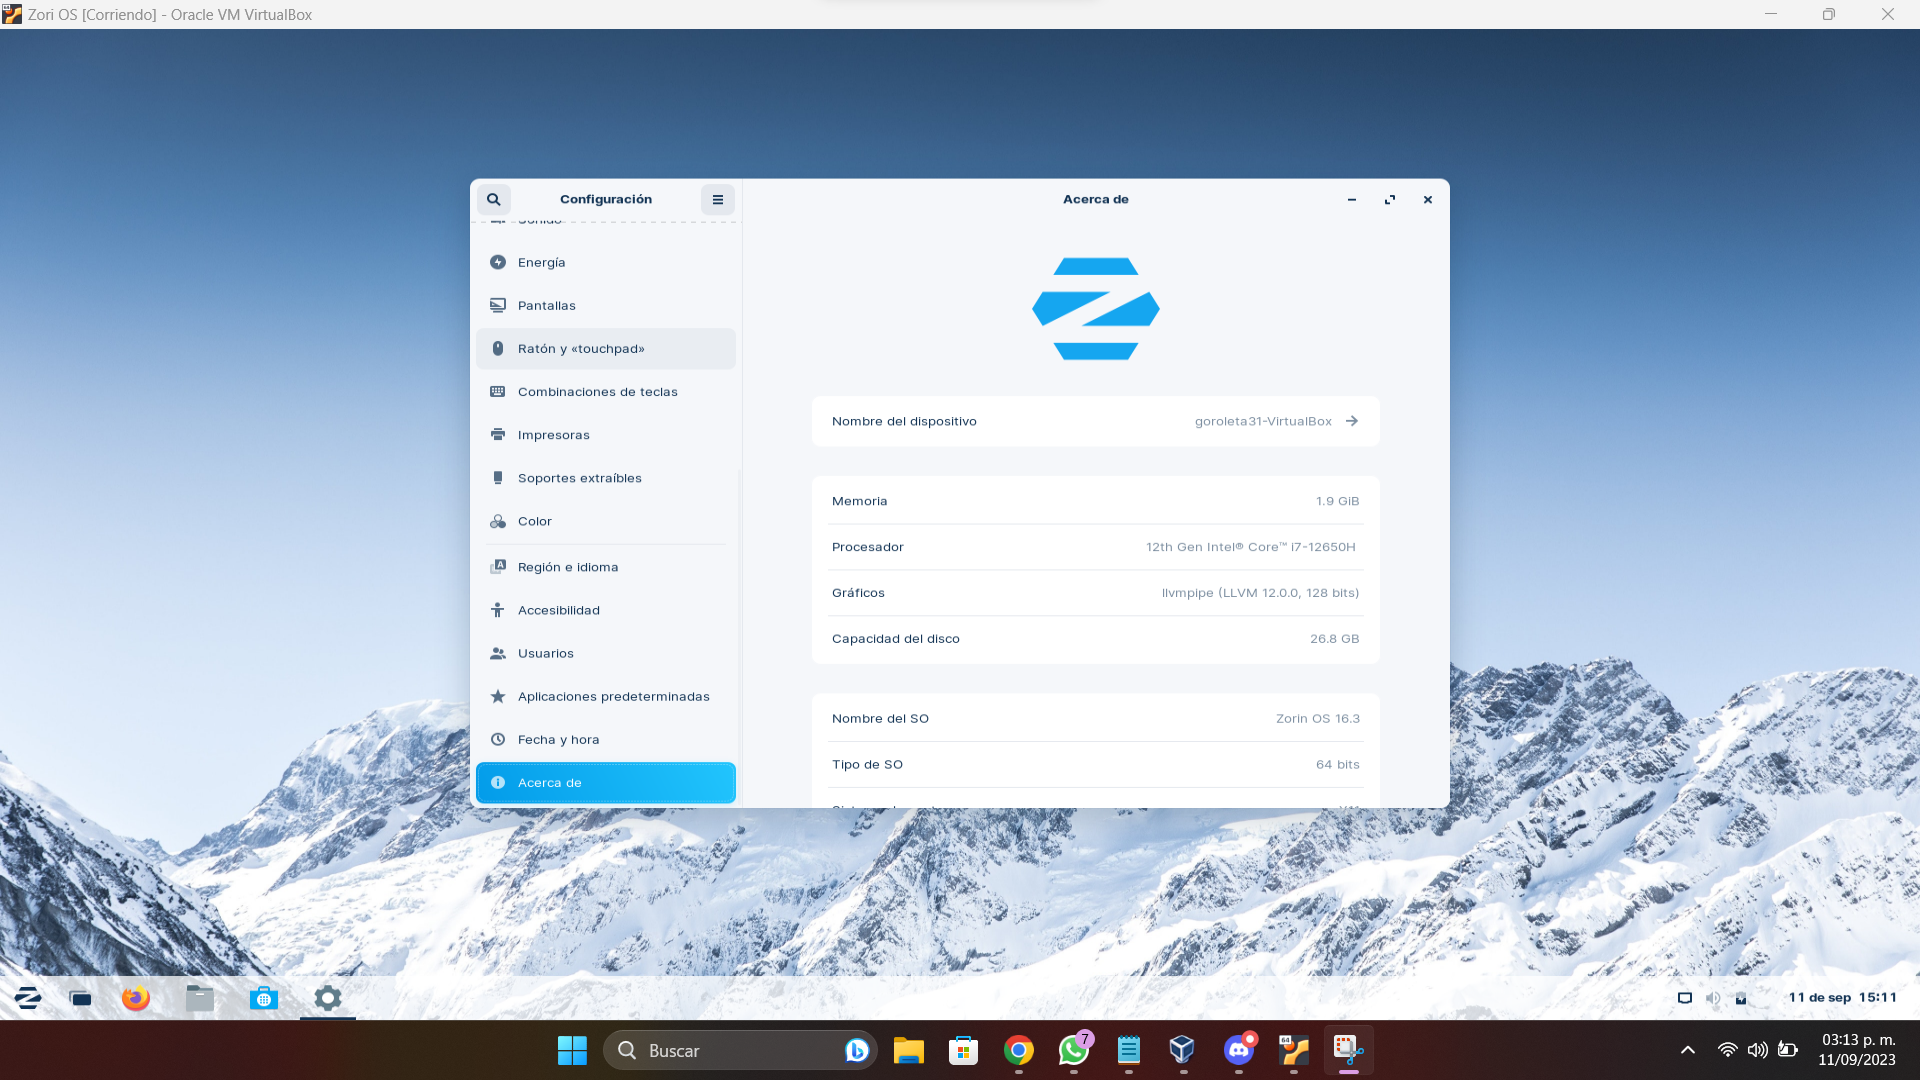 Zori OS [Corriendo] - Oracle VM VirtualBox
Configuración
Acerca de
Sonido
Energía
Pantallas
Ratón y «touchpad»
Combinaciones de teclas
Impresoras
Soportes extraíbles
Color
Región e idioma
Accesibilidad
Usuarios
Aplicaciones predeterminadas
Fecha y hora
Acerca de
Nombre del dispositivo goroleta31-VirtualBox
Memoria 1.9 GiB
Procesador 12th Gen Intel® Core™ i7-12650H
Gráficos llvmpipe (LLVM 12.0.0, 128 bits)
Capacidad del disco 26.8 GB
Nombre del SO Zorin OS 16.3
Tipo de SO 64 bits
11 de sep 15:11
Buscar
7
64
03:13 p. m.
11/09/2023